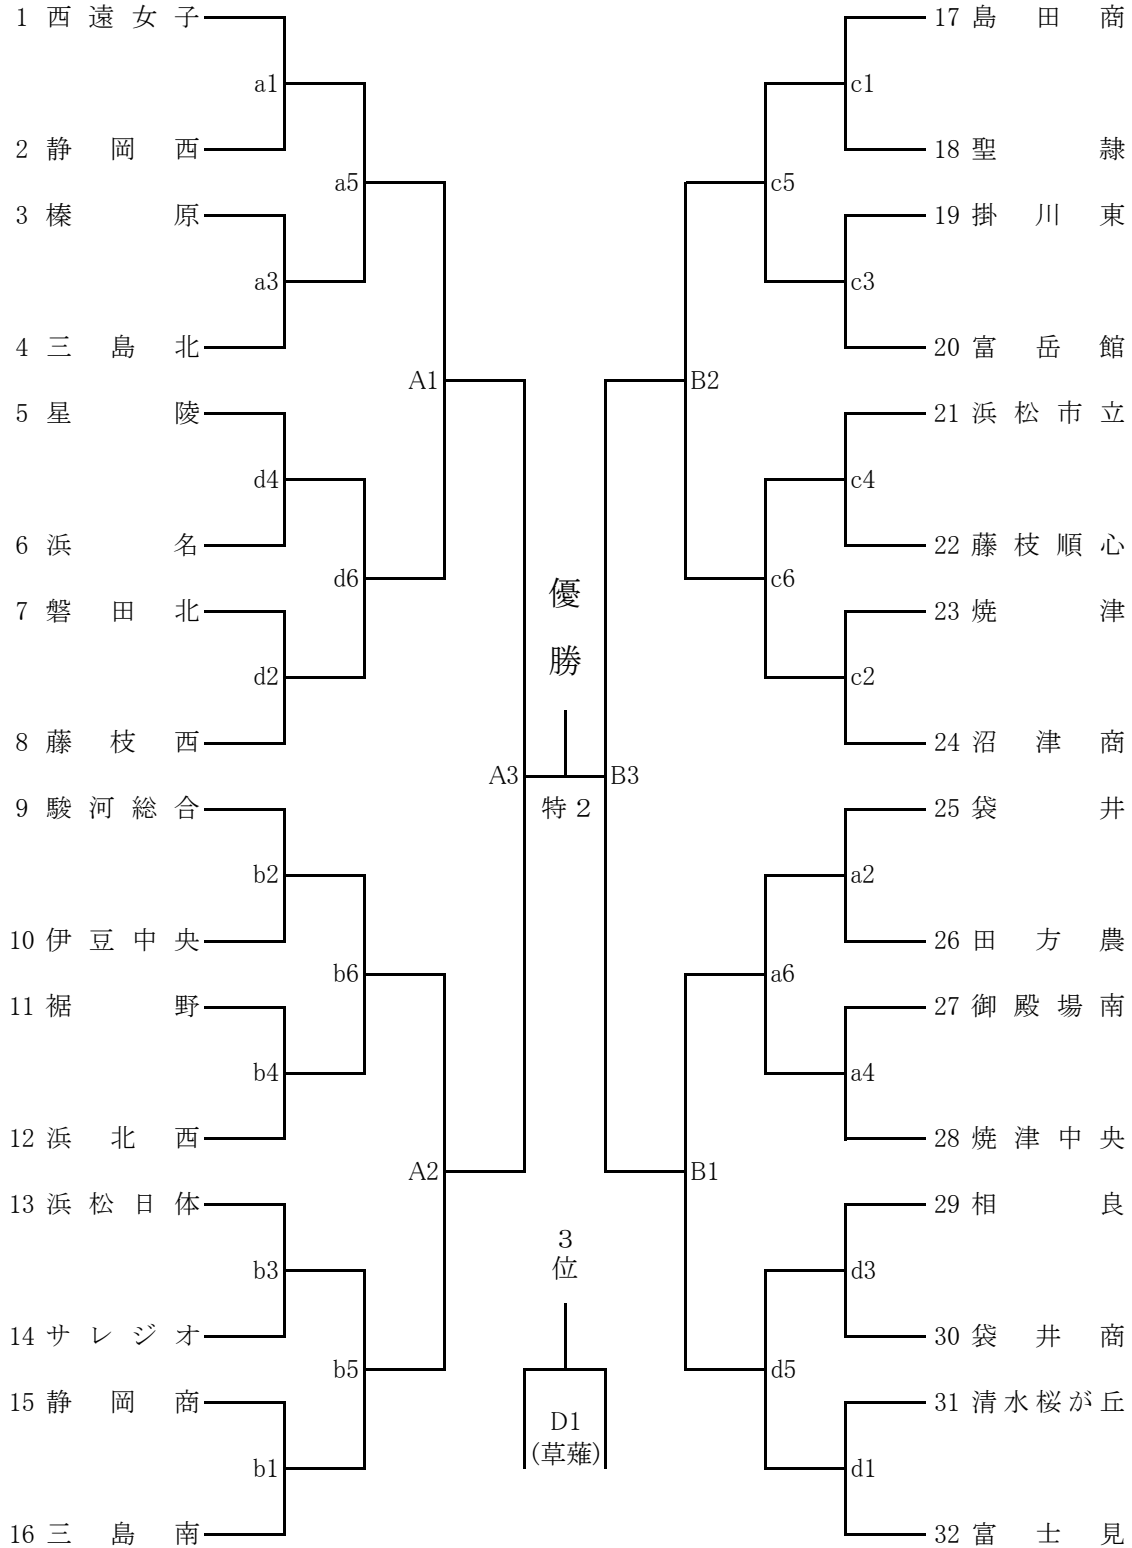 1 西遠女子
a1
2 静岡西
a5
3 榛原
a3
4 三島北
A1
5 星陵
d4
6 浜名
d6
7 磐田北
d2
8 藤枝西
A3
9 駿河総合
b2
10 伊豆中央
b6
11 裾野
b4
12 浜北西
A2
13 浜松日体
b3
14 サレジオ
b5
15 静岡商
b1
16 三島南
優勝
特2
3位
D1
(草薙)
17 島田商
c1
18 聖隷
c5
19 掛川東
c3
20 富岳館
B2
21 浜松市立
c4
22 藤枝順心
c6
23 焼津
c2
24 沼津商
B3
25 袋井
a2
26 田方農
a6
27 御殿場南
a4
28 焼津中央
B1
29 相良
d3
30 袋井商
d5
31 清水桜が丘
d1
32 富士見